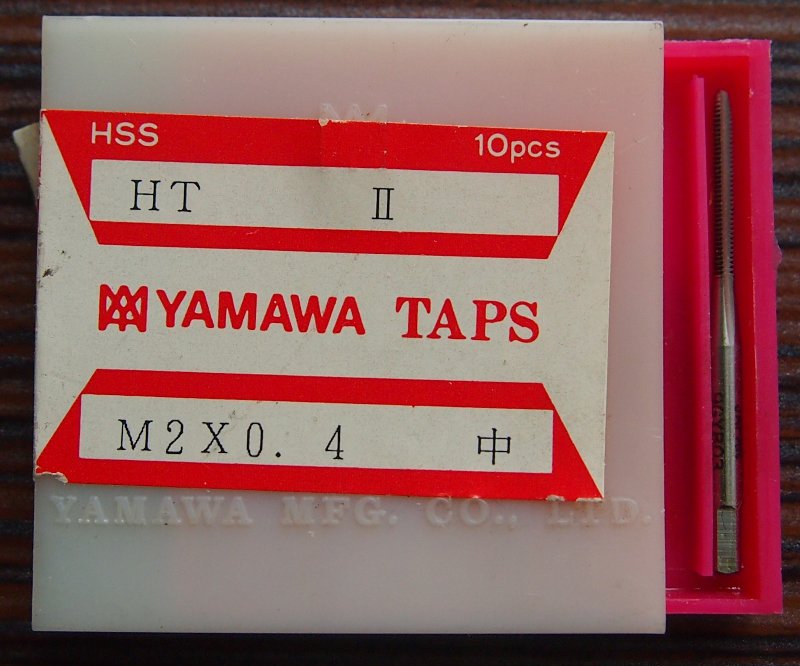 HSS 10pcs
HT II
YAMAWA TAPS
M2X0.4 中
YAMAWA MFG. CO., LTD.